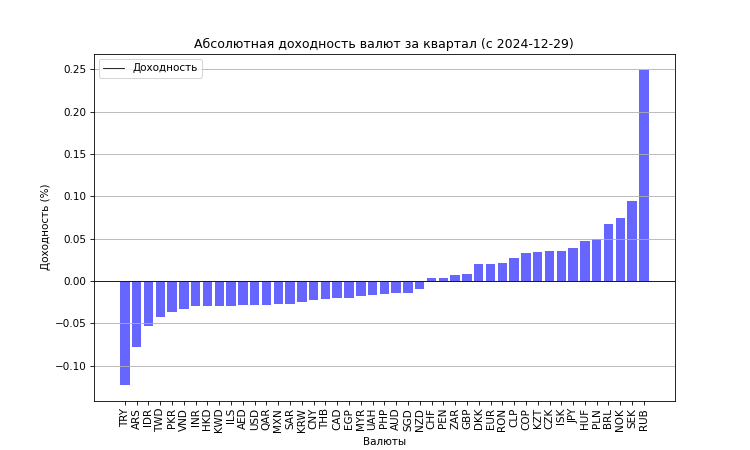 Абсолютная доходность валют за квартал (с 2024-12-29)
Доходность
0.25
0.20
0.15
0.10
0.05
0.00
−0.05
−0.10
Доходность (%)
TRY
ARS
IDR
TWD
PKR
VND
INR
HKD
KWD
ILS
AED
USD
QAR
MXN
SAR
KRW
CNY
THB
CAD
EGP
MYR
UAH
PHP
AUD
SGD
NZD
CHF
PEN
ZAR
GBP
DKK
EUR
RON
CLP
COP
KZT
CZK
ISK
JPY
HUF
PLN
BRL
NOK
SEK
RUB
Валюты